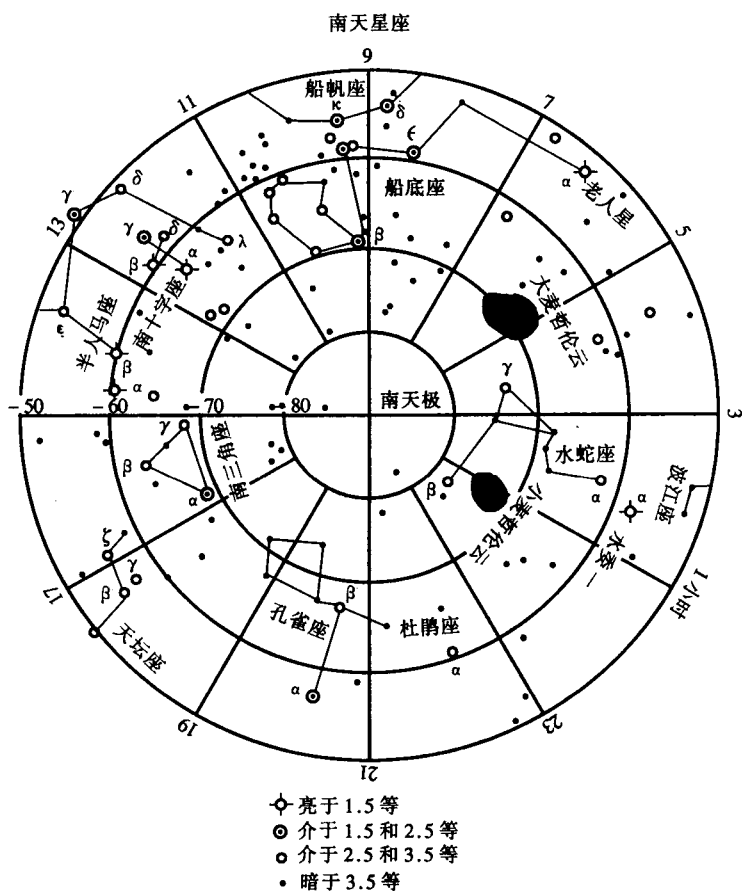 南天星座
9
11
7
船帆座
κ
δ
ϵ
γ
δ
13
α
老人星
船底座
5
γ
δ
λ
β
β
α
南十字座
半人马座
ε
大麦哲伦云
β
α
γ
-50
-60
-70
-80
南天极
3
γ
南三角座
水蛇座
β
α
β
α
α
波江座
小麦哲伦云
水委一
1小时
ζ
γ
β
17
天坛座
孔雀座
β
杜鹃座
α
α
19
21
23
亮于1.5等
介于1.5和2.5等
介于2.5和3.5等
暗于3.5等